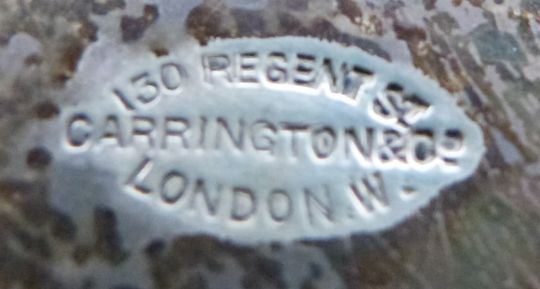 130 REGENT ST
CARRINGTON & CO
LONDON. W.